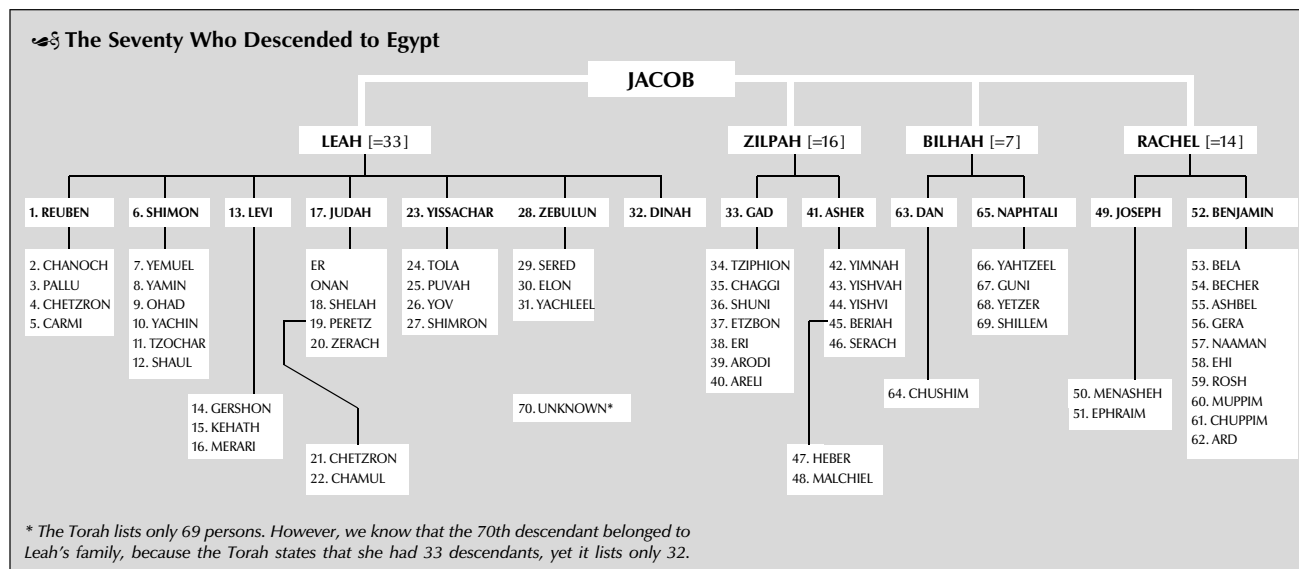 The Seventy Who Descended to Egypt
JACOB
LEAH [=33]
ZILPAH [=16]
BILHAH [=7]
RACHEL [=14]
1. REUBEN
6. SHIMON
13. LEVI
17. JUDAH
23. YISSACHAR
28. ZEBULUN
32. DINAH
33. GAD
41. ASHER
63. DAN
65. NAPHTALI
49. JOSEPH
52. BENJAMIN
2. CHANOCH
3. PALLU
4. CHETZRON
5. CARMI
7. YEMUEL
8. YAMIN
9. OHAD
10. YACHIN
11. TZOCHAR
12. SHAUL
14. GERSHON
15. KEHATH
16. MERARI
ER
ONAN
18. SHELAH
19. PERETZ
20. ZERACH
21. CHETZRON
22. CHAMUL
24. TOLA
25. PUVAH
26. YOV
27. SHIMRON
29. SERED
30. ELON
31. YACHLEEL
70. UNKNOWN*
34. TZIPHION
35. CHAGGI
36. SHUNI
37. ETZBON
38. ERI
39. ARODI
40. ARELI
42. YIMNAH
43. YISHVAH
44. YISHVI
45. BERIAH
46. SERACH
47. HEBER
48. MALCHIEL
64. CHUSHIM
66. YAHTZEEL
67. GUNI
68. YETZER
69. SHILLEM
50. MENASHEH
51. EPHRAIM
53. BELA
54. BECHER
55. ASHBEL
56. GERA
57. NAAMAN
58. EHI
59. ROSH
60. MUPPIM
61. CHUPPIM
62. ARD
* The Torah lists only 69 persons. However, we know that the 70th descendant belonged to
Leah's family, because the Torah states that she had 33 descendants, yet it lists only 32.